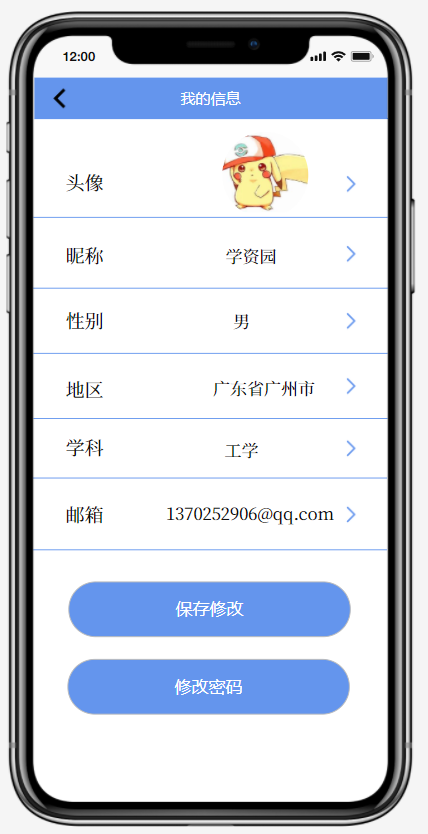 12:00
我的信息
头像
昵称 学资园
性别 男
地区 广东省广州市
学科 工学
邮箱 1370252906@qq.com
保存修改
修改密码